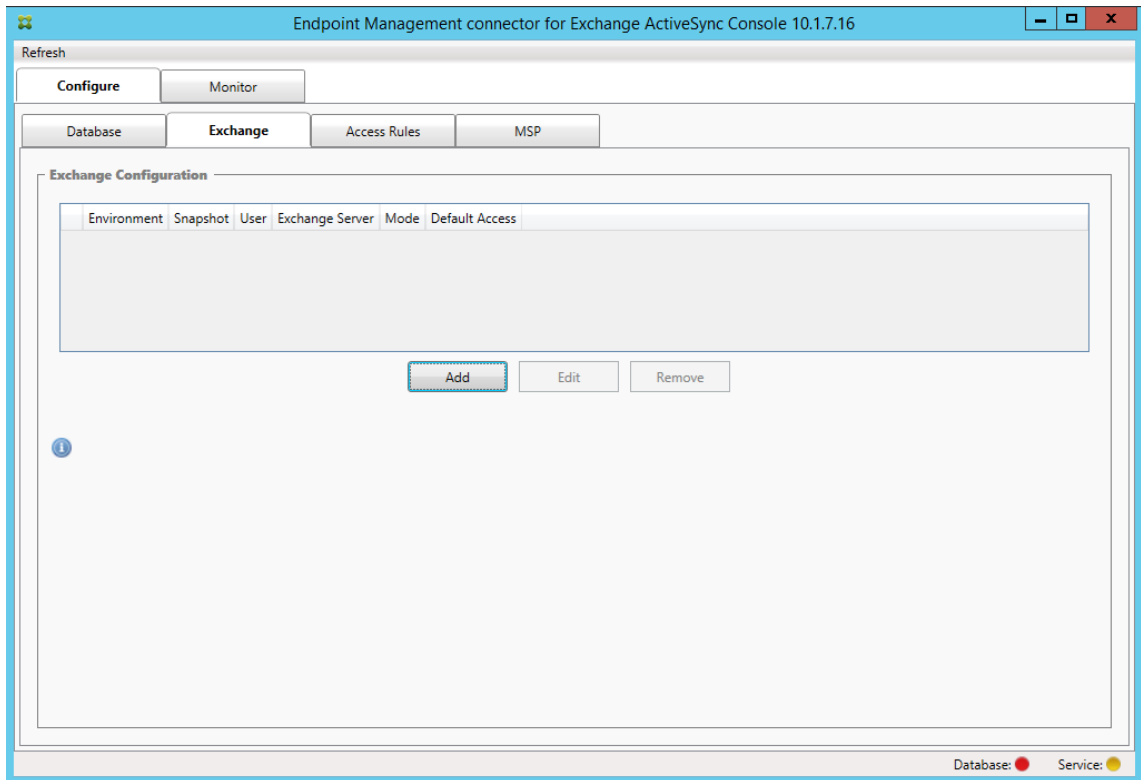 Endpoint Management connector for Exchange ActiveSync Console 10.1.7.16
Refresh
Configure Monitor
Database Exchange Access Rules MSP
Exchange Configuration
Environment Snapshot User Exchange Server Mode Default Access
Add Edit Remove
Database: Service: